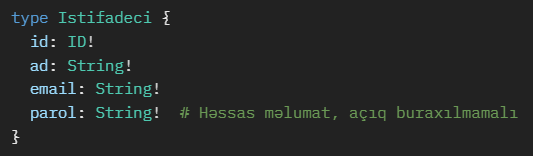 type Istifadeci {
  id: ID!
  ad: String!
  email: String!
  parol: String!  # Həssas məlumat, açıq buraxılmamalı
}